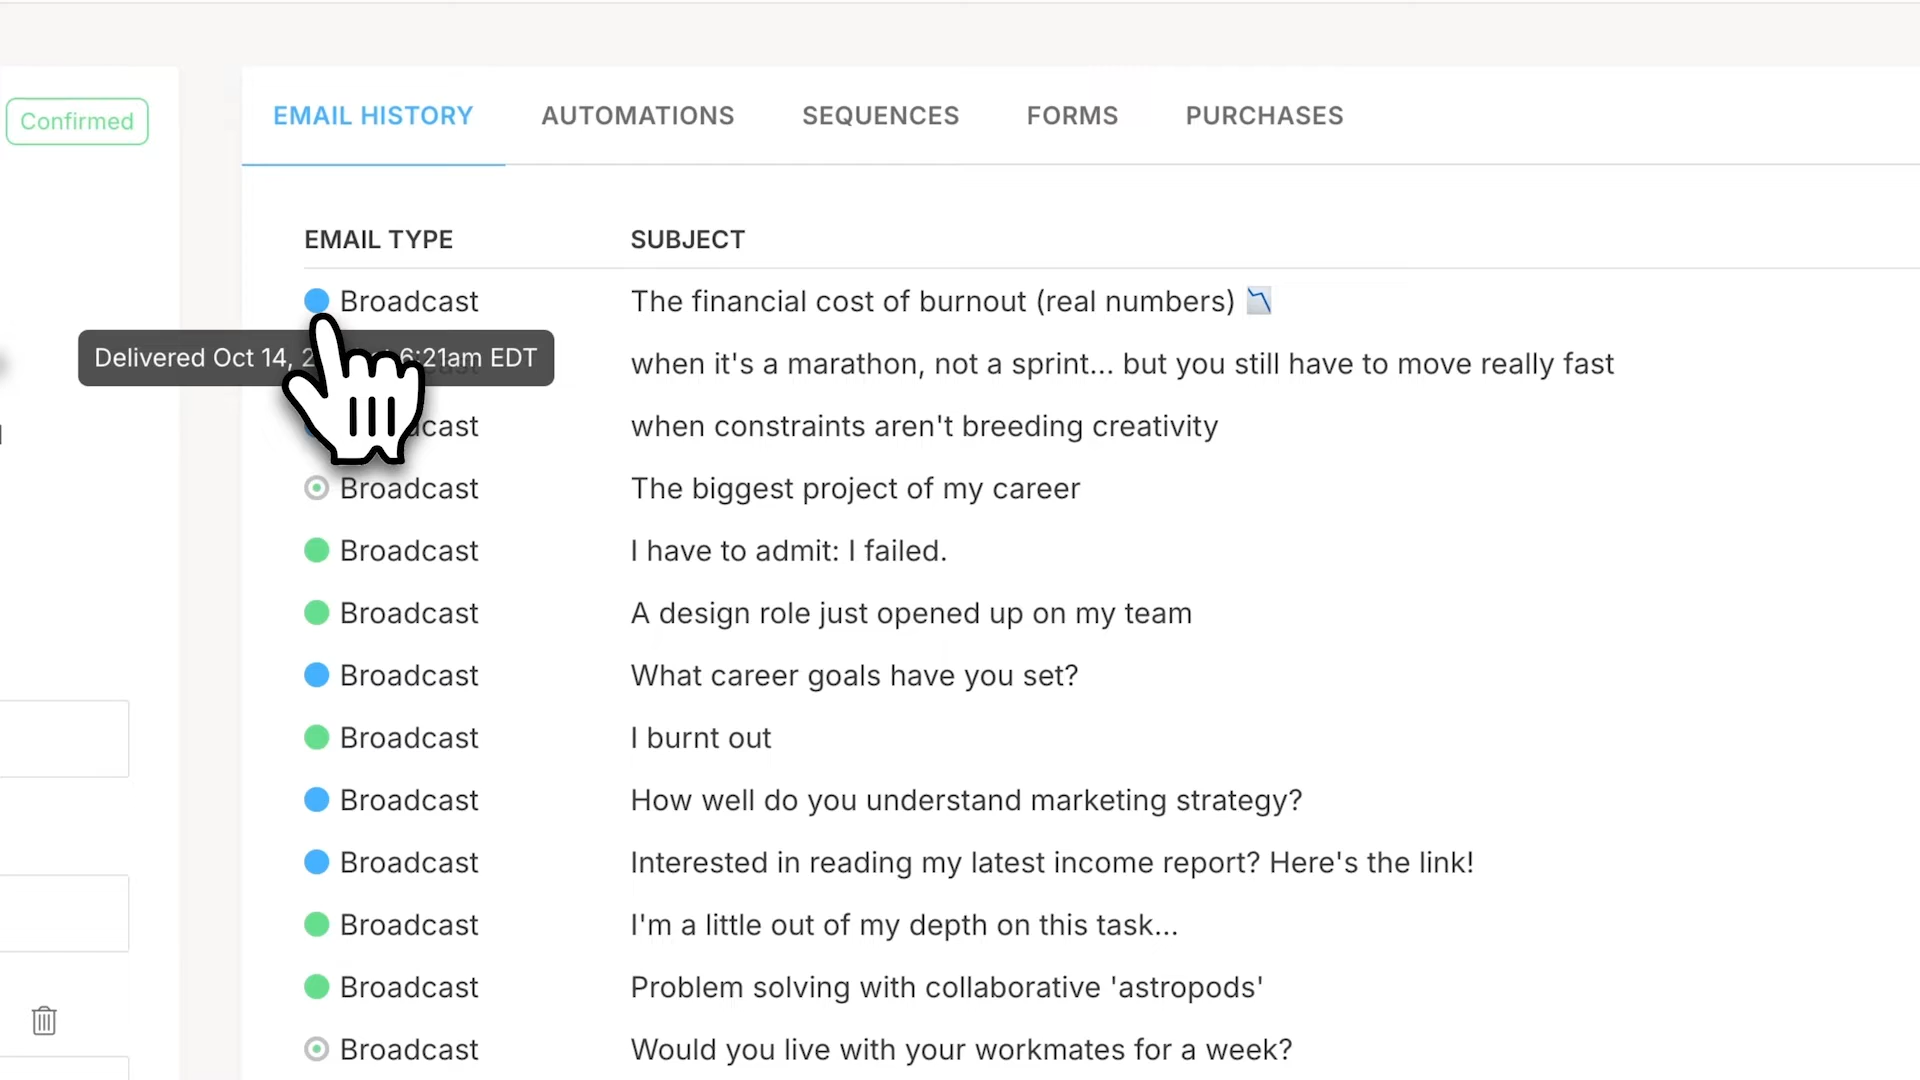 Confirmed
EMAIL HISTORY AUTOMATIONS SEQUENCES FORMS PURCHASES
EMAIL TYPE SUBJECT
Broadcast The financial cost of burnout (real numbers) 📉
Delivered Oct 14, 6:21am EDT
when it's a marathon, not a sprint... but you still have to move really fast
when constraints aren't breeding creativity
Broadcast The biggest project of my career
Broadcast I have to admit: I failed.
Broadcast A design role just opened up on my team
Broadcast What career goals have you set?
Broadcast I burnt out
Broadcast How well do you understand marketing strategy?
Broadcast Interested in reading my latest income report? Here's the link!
Broadcast I'm a little out of my depth on this task...
Broadcast Problem solving with collaborative 'astropods'
Broadcast Would you live with your workmates for a week?